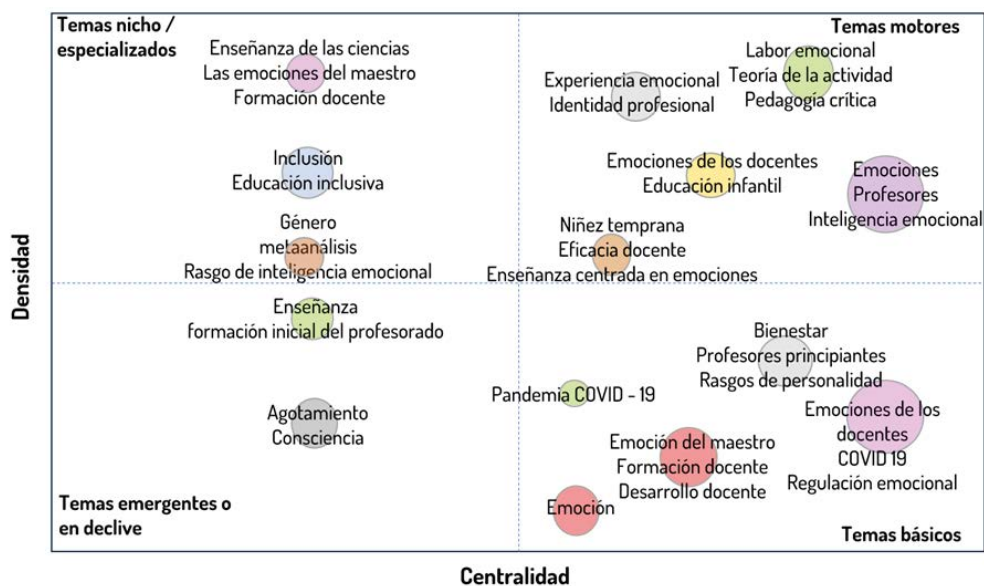 Temas nicho /
especializados
Temas motores
Enseñanza de las ciencias
Las emociones del maestro
Formación docente
Experiencia emocional
Identidad profesional
Labor emocional
Teoría de la actividad
Pedagogía crítica
Inclusión
Educación inclusiva
Emociones de los docentes
Educación infantil
Emociones
Profesores
Inteligencia emocional
Género
metaanálisis
Rasgo de inteligencia emocional
Niñez temprana
Eficacia docente
Enseñanza centrada en emociones
Densidad
Enseñanza
formación inicial del profesorado
Bienestar
Profesores principiantes
Rasgos de personalidad
Pandemia COVID - 19
Agotamiento
Consciencia
Emociones de los
docentes
COVID 19
Regulación emocional
Emoción del maestro
Formación docente
Desarrollo docente
Emoción
Temas emergentes o
en declive
Temas básicos
Centralidad